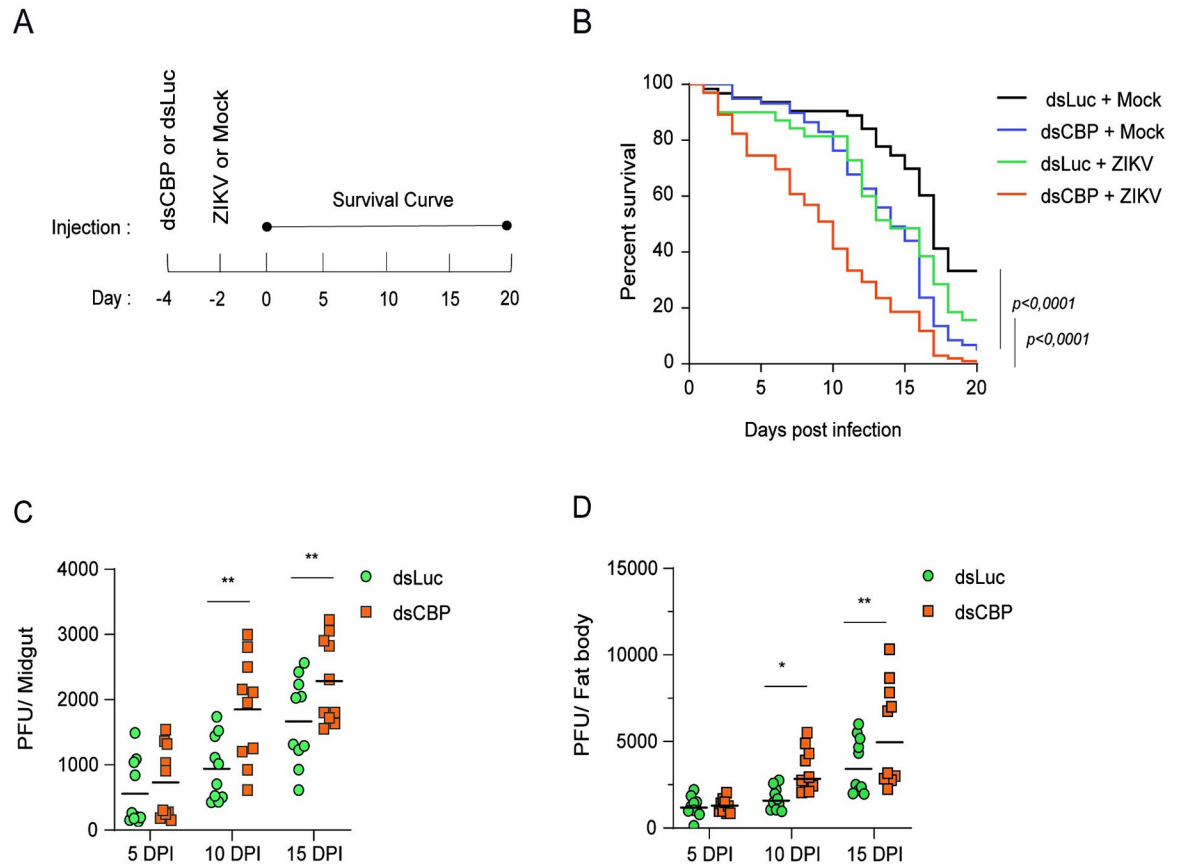 A
dsCBP or dsLuc
ZIKV or Mock
Injection :
Survival Curve
Day :
-4
-2
0
5
10
15
20
B
Percent survival
100
80
60
40
20
0
0
5
10
15
20
Days post infection
dsLuc + Mock
dsCBP + Mock
dsLuc + ZIKV
dsCBP + ZIKV
p<0,0001
p<0,0001
C
PFU/ Midgut
4000
3000
2000
1000
0
**
**
5 DPI
10 DPI
15 DPI
dsLuc
dsCBP
D
PFU/ Fat body
15000
10000
5000
0
*
**
5 DPI
10 DPI
15 DPI
dsLuc
dsCBP